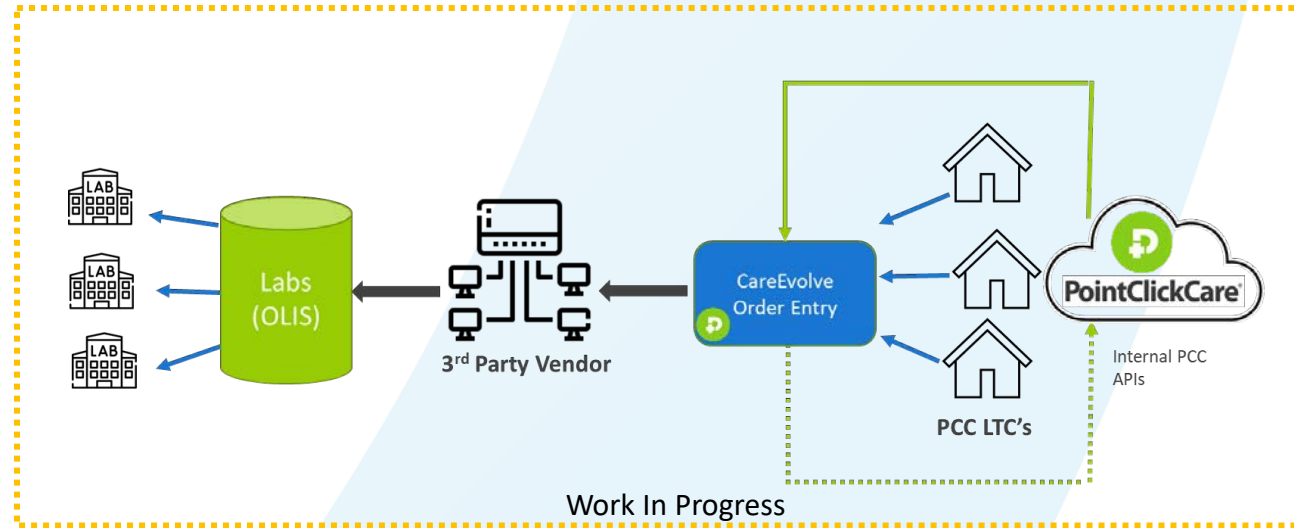 LAB
LAB
LAB
Labs
(OLIS)
3rd Party Vendor
CareEvolve
Order Entry
PCC LTC's
PointClickCare®
Internal PCC
APIs
Work In Progress